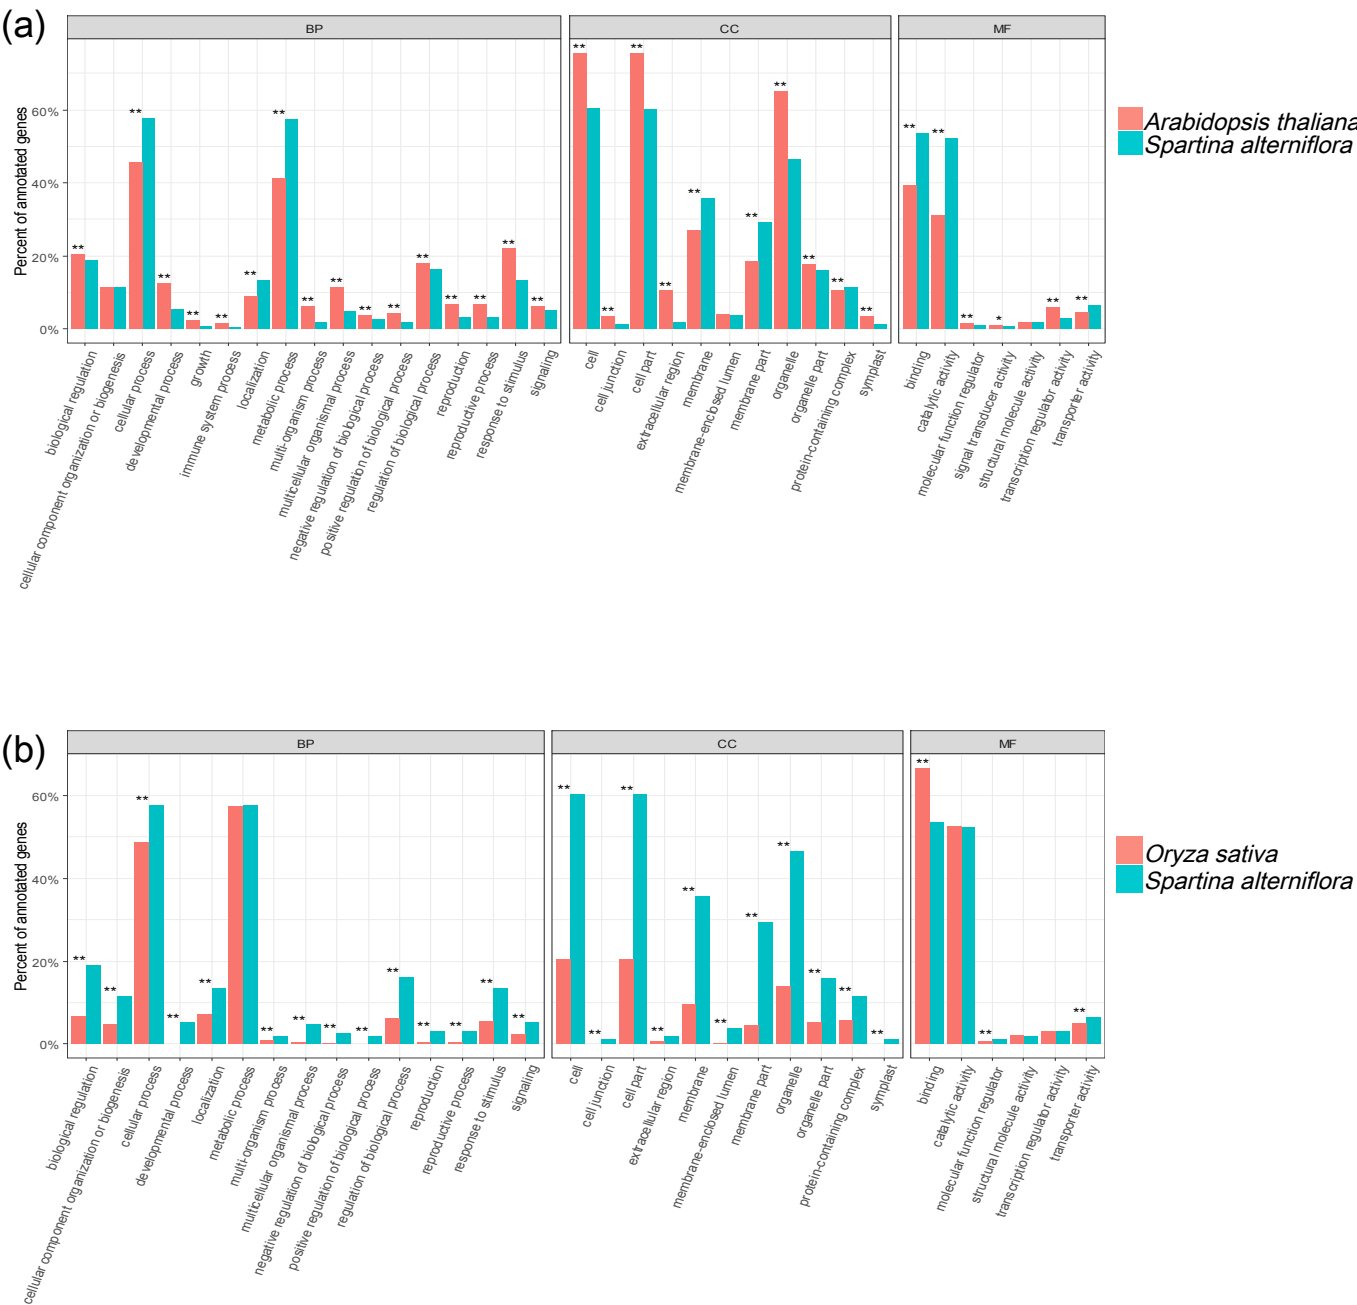 (a)
BP
CC
MF
Percent of annotated genes
60%
40%
20%
0%
** ** ** ** ** ** ** ** ** ** ** ** ** ** ** **
** ** ** ** ** ** ** ** ** **
** ** ** * ** **
biological regulation
cellular component organization or biogenesis
cellular process
developmental process
growth
immune system process
localization
metabolic process
multi-organism process
multicellular organismal process
negative regulation of biological process
positive regulation of biological process
regulation of biological process
reproduction
reproductive process
response to stimulus
signaling
cell
cell junction
cell part
extracellular region
membrane
membrane-enclosed lumen
membrane part
organelle
organelle part
protein-containing complex
symplast
binding
catalytic activity
molecular function regulator
signal transducer activity
structural molecule activity
transcription regulator activity
transporter activity
Arabidopsis thaliana
Spartina alterniflora
(b)
BP
CC
MF
Percent of annotated genes
60%
40%
20%
0%
** ** ** ** ** ** ** ** ** ** ** ** ** **
** ** ** ** ** ** ** ** ** ** **
** ** **
biological regulation
cellular component organization or biogenesis
cellular process
developmental process
localization
metabolic process
multi-organism process
multicellular organismal process
negative regulation of biological process
positive regulation of biological process
regulation of biological process
reproduction
reproductive process
response to stimulus
signaling
cell
cell junction
cell part
extracellular region
membrane
membrane-enclosed lumen
membrane part
organelle
organelle part
protein-containing complex
symplast
binding
catalytic activity
molecular function regulator
structural molecule activity
transcription regulator activity
transporter activity
Oryza sativa
Spartina alterniflora